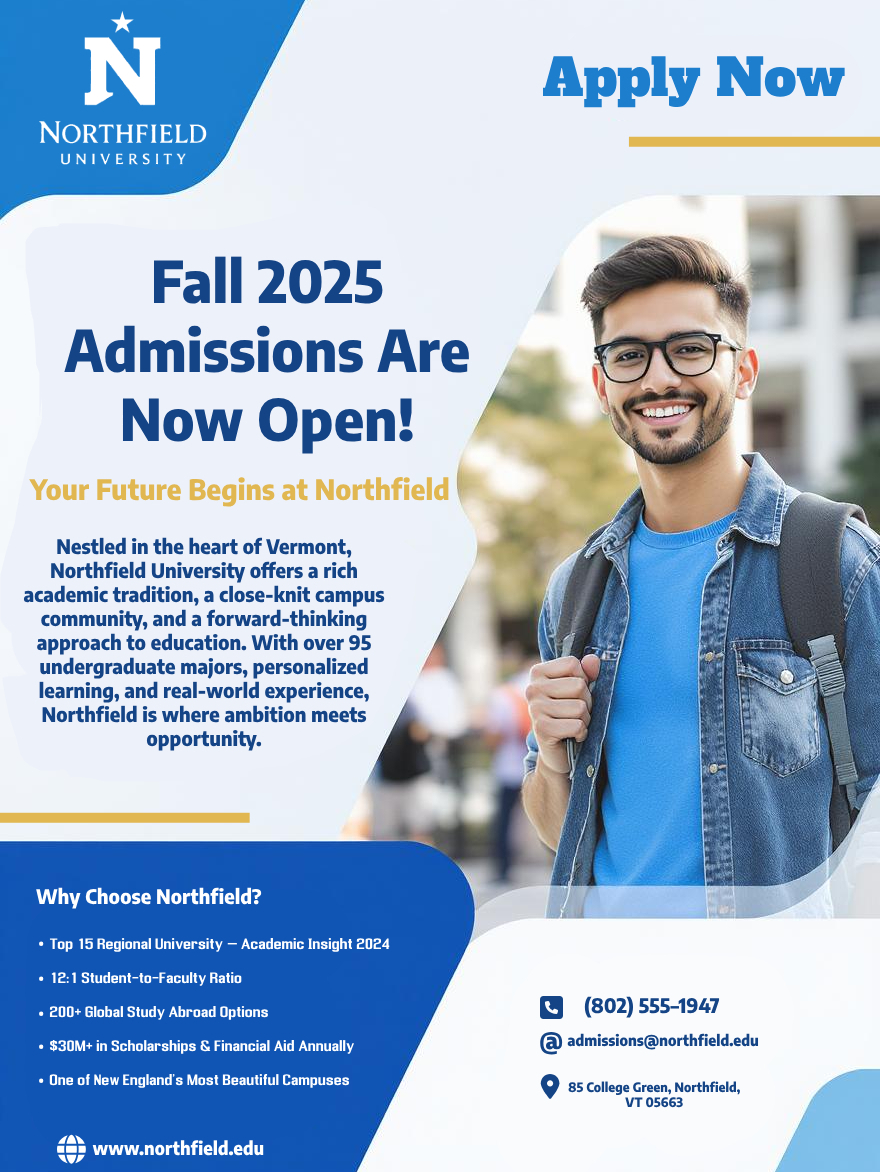 N
NORTHFIELD
UNIVERSITY
Apply Now
Fall 2025
Admissions Are
Now Open!
Your Future Begins at Northfield
Nestled in the heart of Vermont,
Northfield University offers a rich
academic tradition, a close-knit campus
community, and a forward-thinking
approach to education. With over 95
undergraduate majors, personalized
learning, and real-world experience,
Northfield is where ambition meets
opportunity.
Why Choose Northfield?
• Top 15 Regional University – Academic Insight 2024
• 12:1 Student-to-Faculty Ratio
• 200+ Global Study Abroad Options
• $30M+ in Scholarships & Financial Aid Annually
• One of New England's Most Beautiful Campuses
www.northfield.edu
(802) 555–1947
@ admissions@northfield.edu
85 College Green, Northfield,
VT 05663